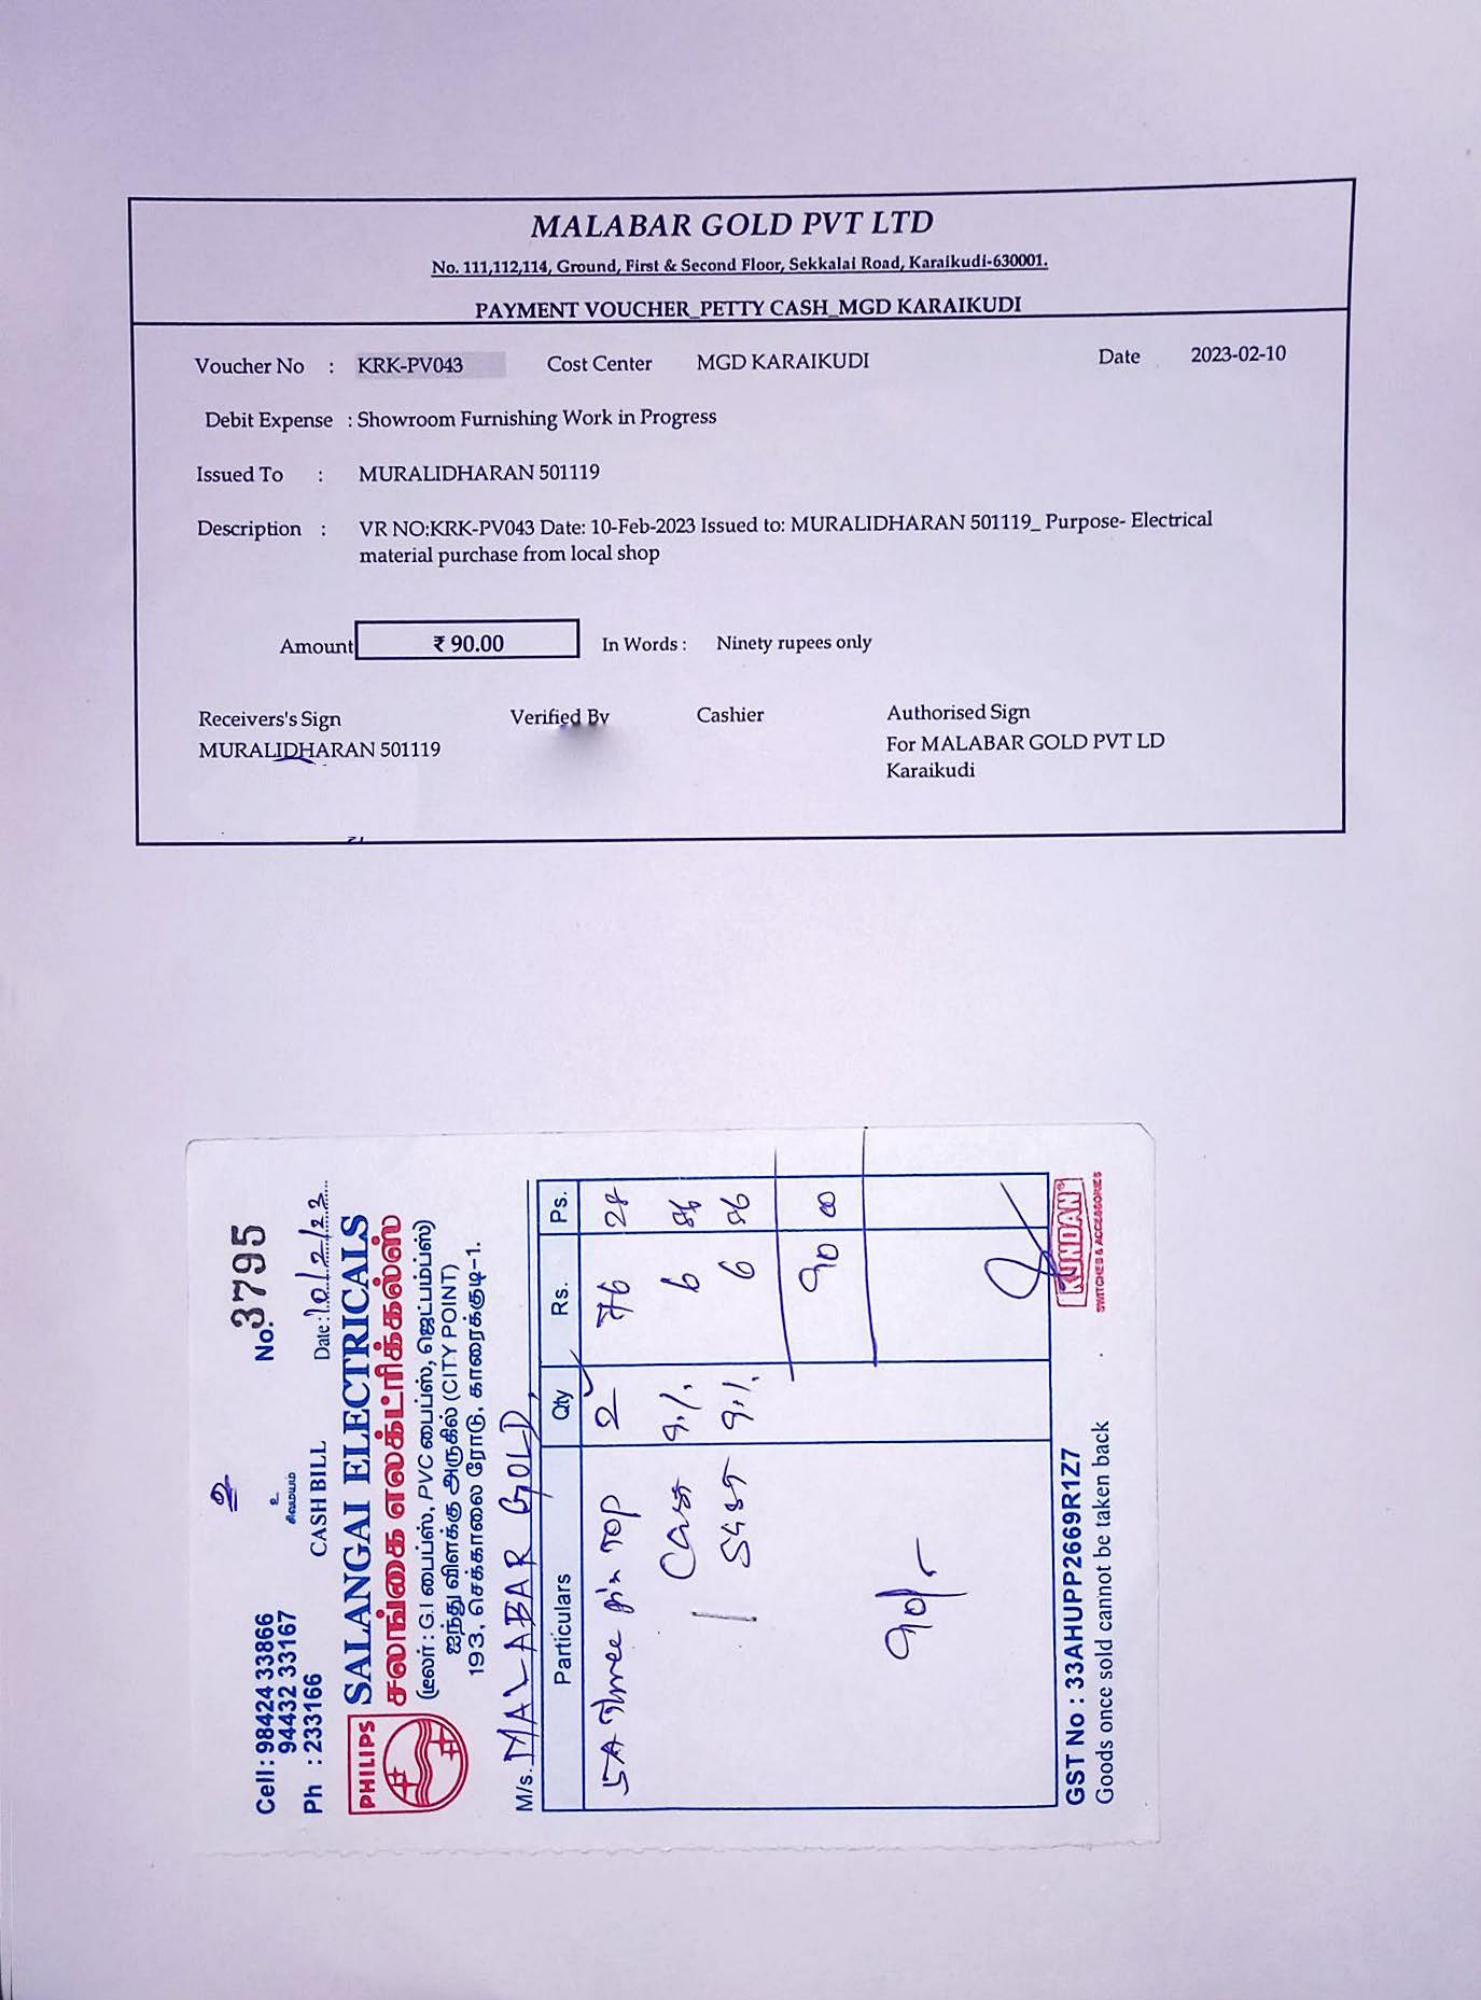 MALABAR GOLD PVT LTD
No. 111,112,114, Ground, First & Second Floor, Sekkalai Road, Karaikudi-630001.
PAYMENT VOUCHER_PETTY CASH_MGD KARAIKUDI
Voucher No : KRK-PV043 Cost Center MGD KARAIKUDI Date 2023-02-10
Debit Expense : Showroom Furnishing Work in Progress
Issued To : MURALIDHARAN 501119
Description : VR NO:KRK-PV043 Date: 10-Feb-2023 Issued to: MURALIDHARAN 501119_ Purpose- Electrical
material purchase from local shop
Amount ₹ 90.00 In Words : Ninety rupees only
Receivers's Sign Verified By Cashier Authorised Sign
MURALIDHARAN 501119 For MALABAR GOLD PVT LD
Karaikudi
உ
Cell : 98424 33866 உ No. 3795
94432 33167 சிவமயம்
Ph : 233166 CASH BILL Date : 10/2/23
PHILIPS SALANGAI ELECTRICALS
சலங்கை எலக்ட்ரிக்கல்ஸ்
(டீலர் : G.I பைப்ஸ், PVC பைப்ஸ், ஜெட்பம்ப்ஸ்)
ஐந்து விளக்கு அருகில் (CITY POINT)
193, செக்காலை ரோடு, காரைக்குடி-1.
M/s. MALABAR GOLD,
Particulars Qty Rs. Ps.
5A Three pin TOP 2 76 28
CGST 9.1. 6 86
SGST 9.1. 6 86
90 00
90/-
GST No : 33AHUPP2669R1Z7 KUNDAN
Goods once sold cannot be taken back SWITCHES & ACCESSORIES